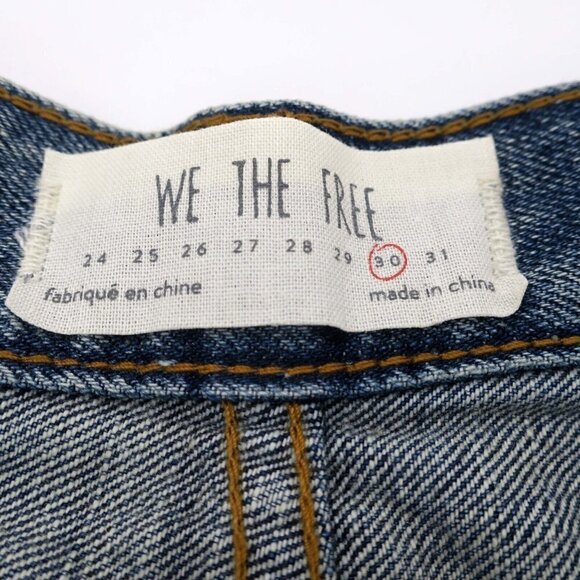 WE THE FREE
24 25 26 27 28 29 30 31
fabriqué en chine made in china